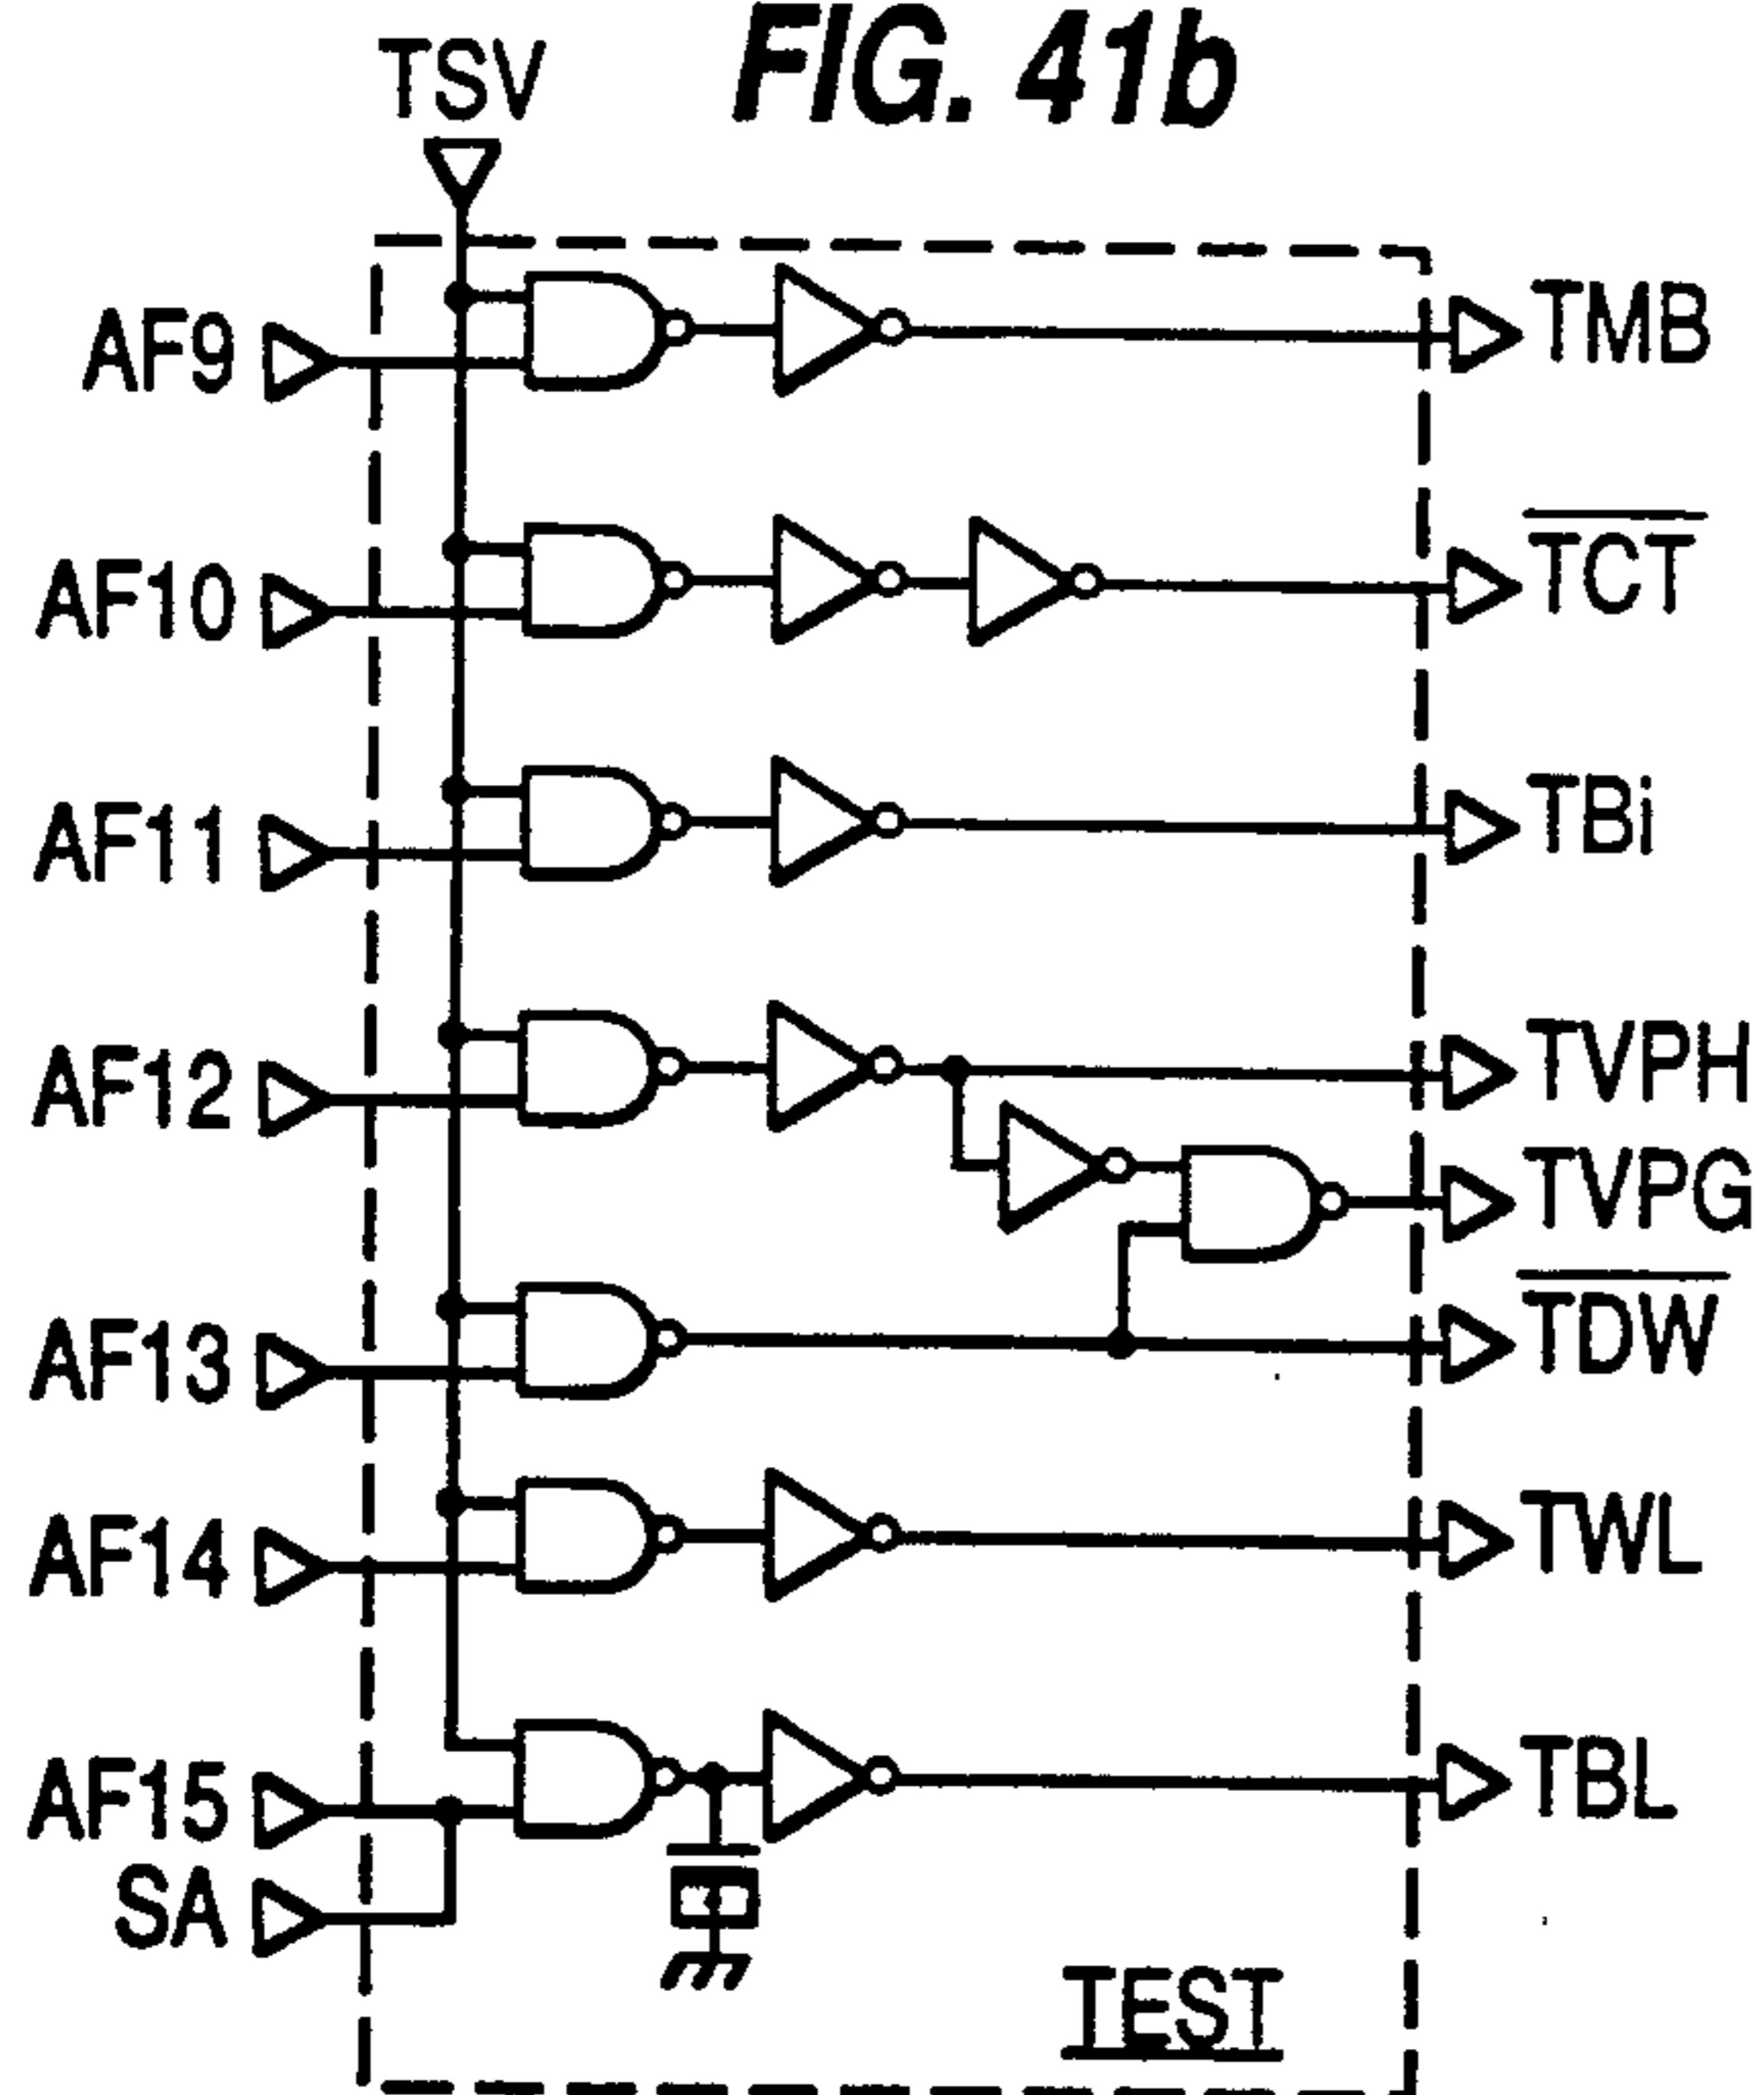 FIG. 41b
TSV
AF9
TMB
AF10
TCT
AF11
TBi
AF12
TVPH
TVPG
AF13
TDW
AF14
TWL
AF15
TBL
SA
TEST